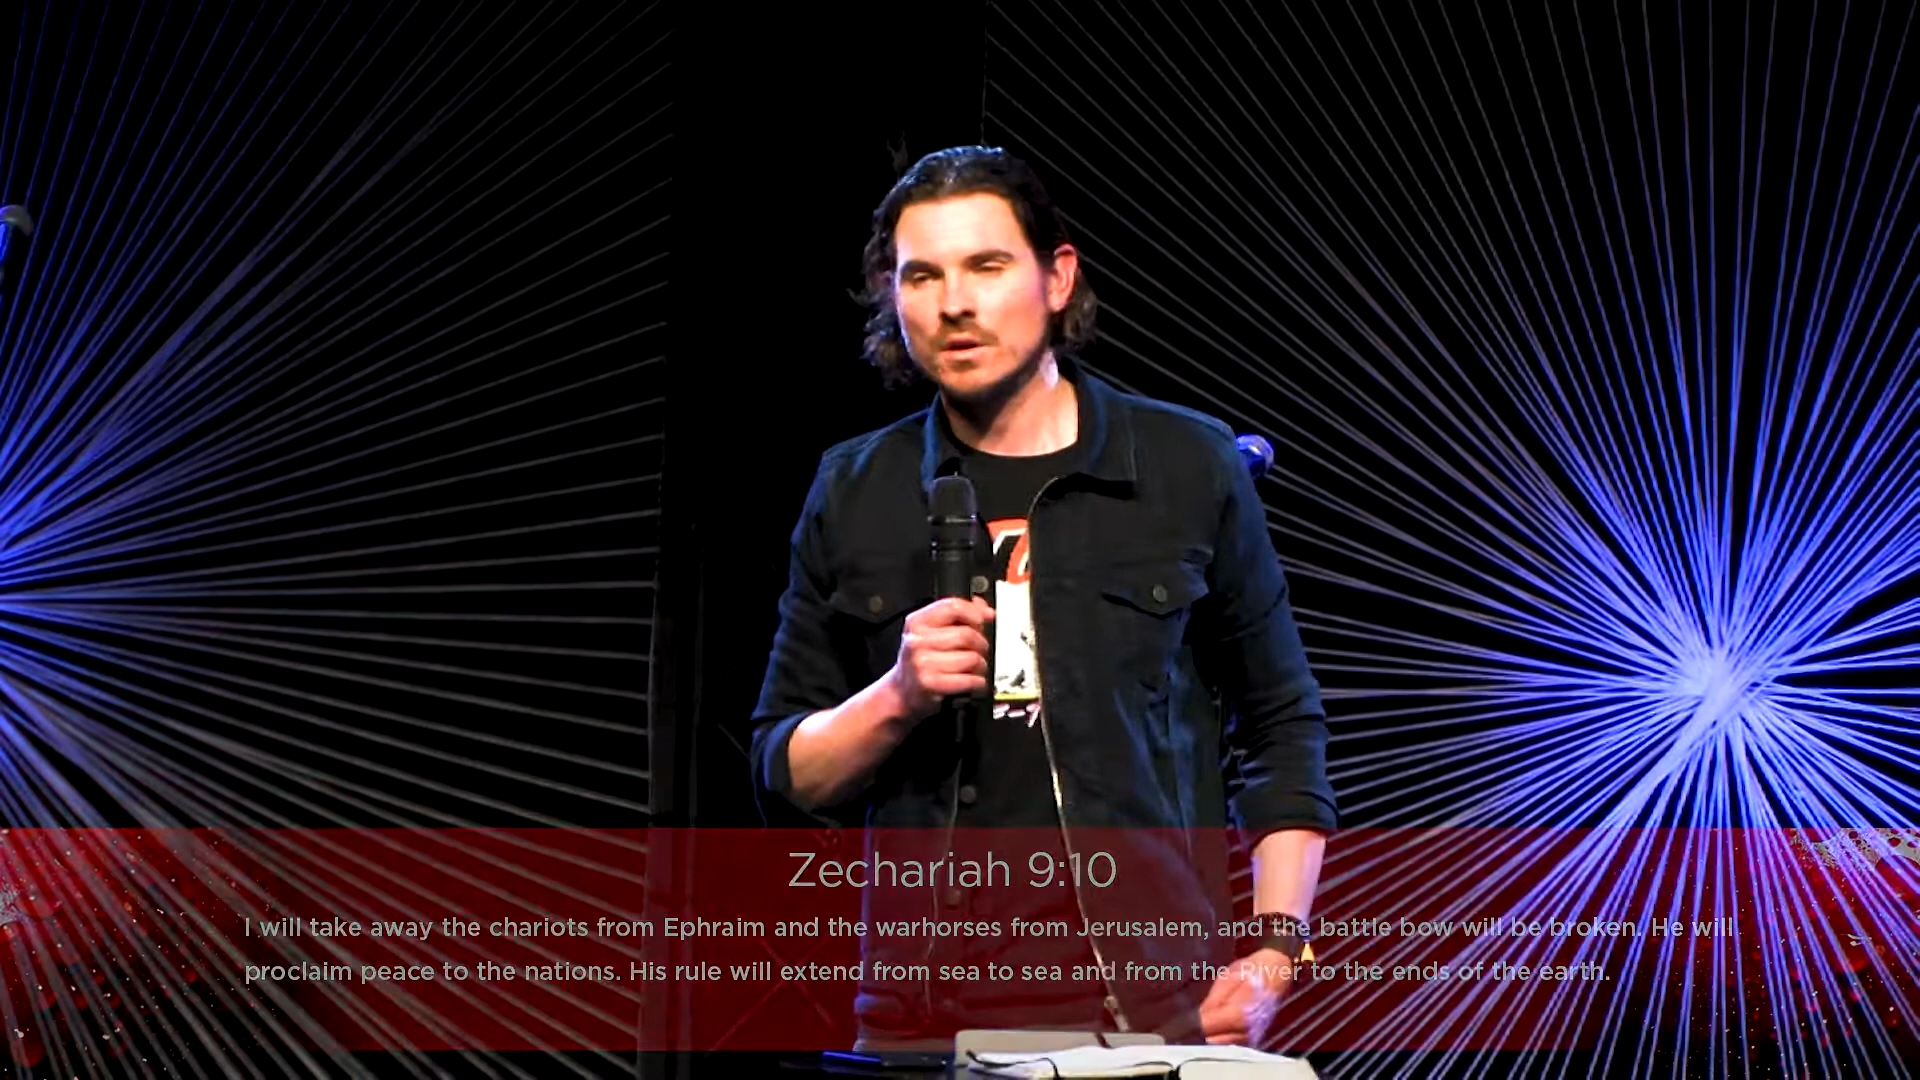 Zechariah 9:10
I will take away the chariots from Ephraim and the warhorses from Jerusalem, and the battle bow will be broken. He will
proclaim peace to the nations. His rule will extend from sea to sea and from the River to the ends of the earth.